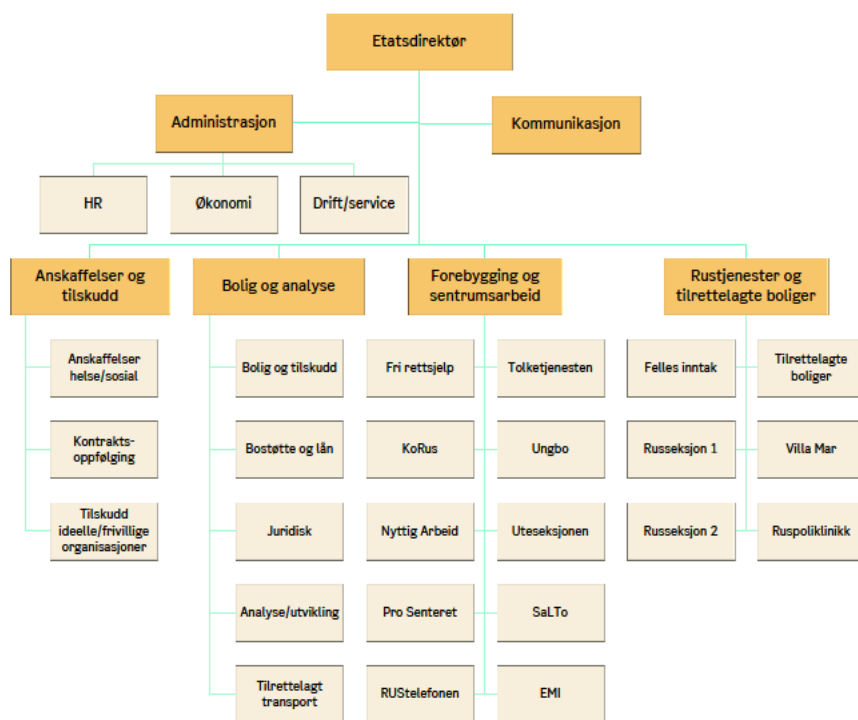 Etatsdirektør
Administrasjon
Kommunikasjon
HR
Økonomi
Drift/service
Anskaffelser og
tilskudd
Bolig og analyse
Forebygging og
sentrumsarbeid
Rustjenester og
tilrettelagte boliger
Anskaffelser
helse/sosial
Kontrakts-
oppfølging
Tilskudd
ideelle/frivillige
organisasjoner
Bolig og tilskudd
Bostøtte og lån
Juridisk
Analyse/utvikling
Tilrettelagt
transport
Fri rettsjelp
KoRus
Nyttig Arbeid
Pro Senteret
RUStelefonen
Tolketjenesten
Ungbo
Uteseksjonen
SaLTo
EMI
Felles inntak
Russeksjon 1
Russeksjon 2
Tilrettelagte
boliger
Villa Mar
Ruspoliklinikk